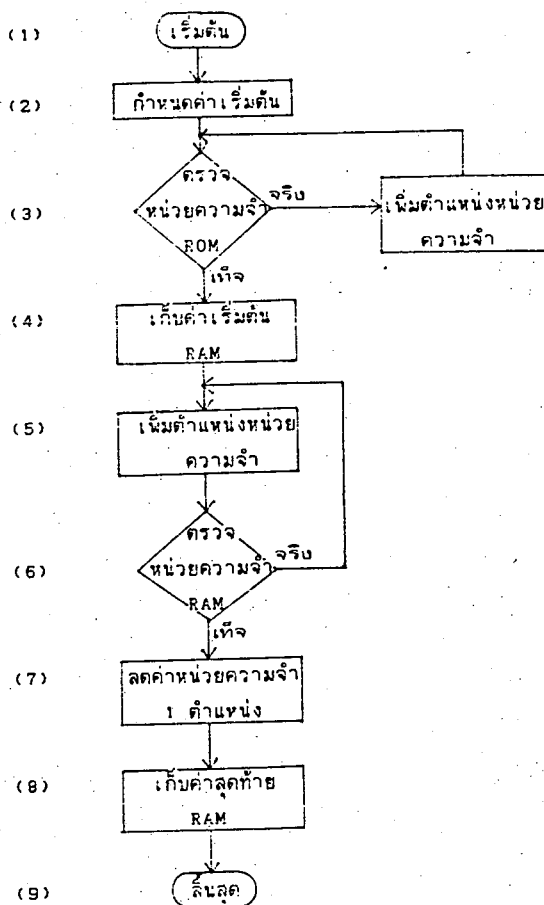 (1) เริ่มต้น
(2) กำหนดค่าเริ่มต้น
ตรวจ
จริง
(3) หน่วยความจำ
ROM
เพิ่มตำแหน่งหน่วย
ความจำ
เท็จ
(4) เก็บค่าเริ่มต้น
RAM
(5) เพิ่มตำแหน่งหน่วย
ความจำ
ตรวจ
จริง
(6) หน่วยความจำ
RAM
เท็จ
(7) ลดค่าหน่วยความจำ
1 ตำแหน่ง
(8) เก็บค่าสุดท้าย
RAM
(9) สิ้นสุด